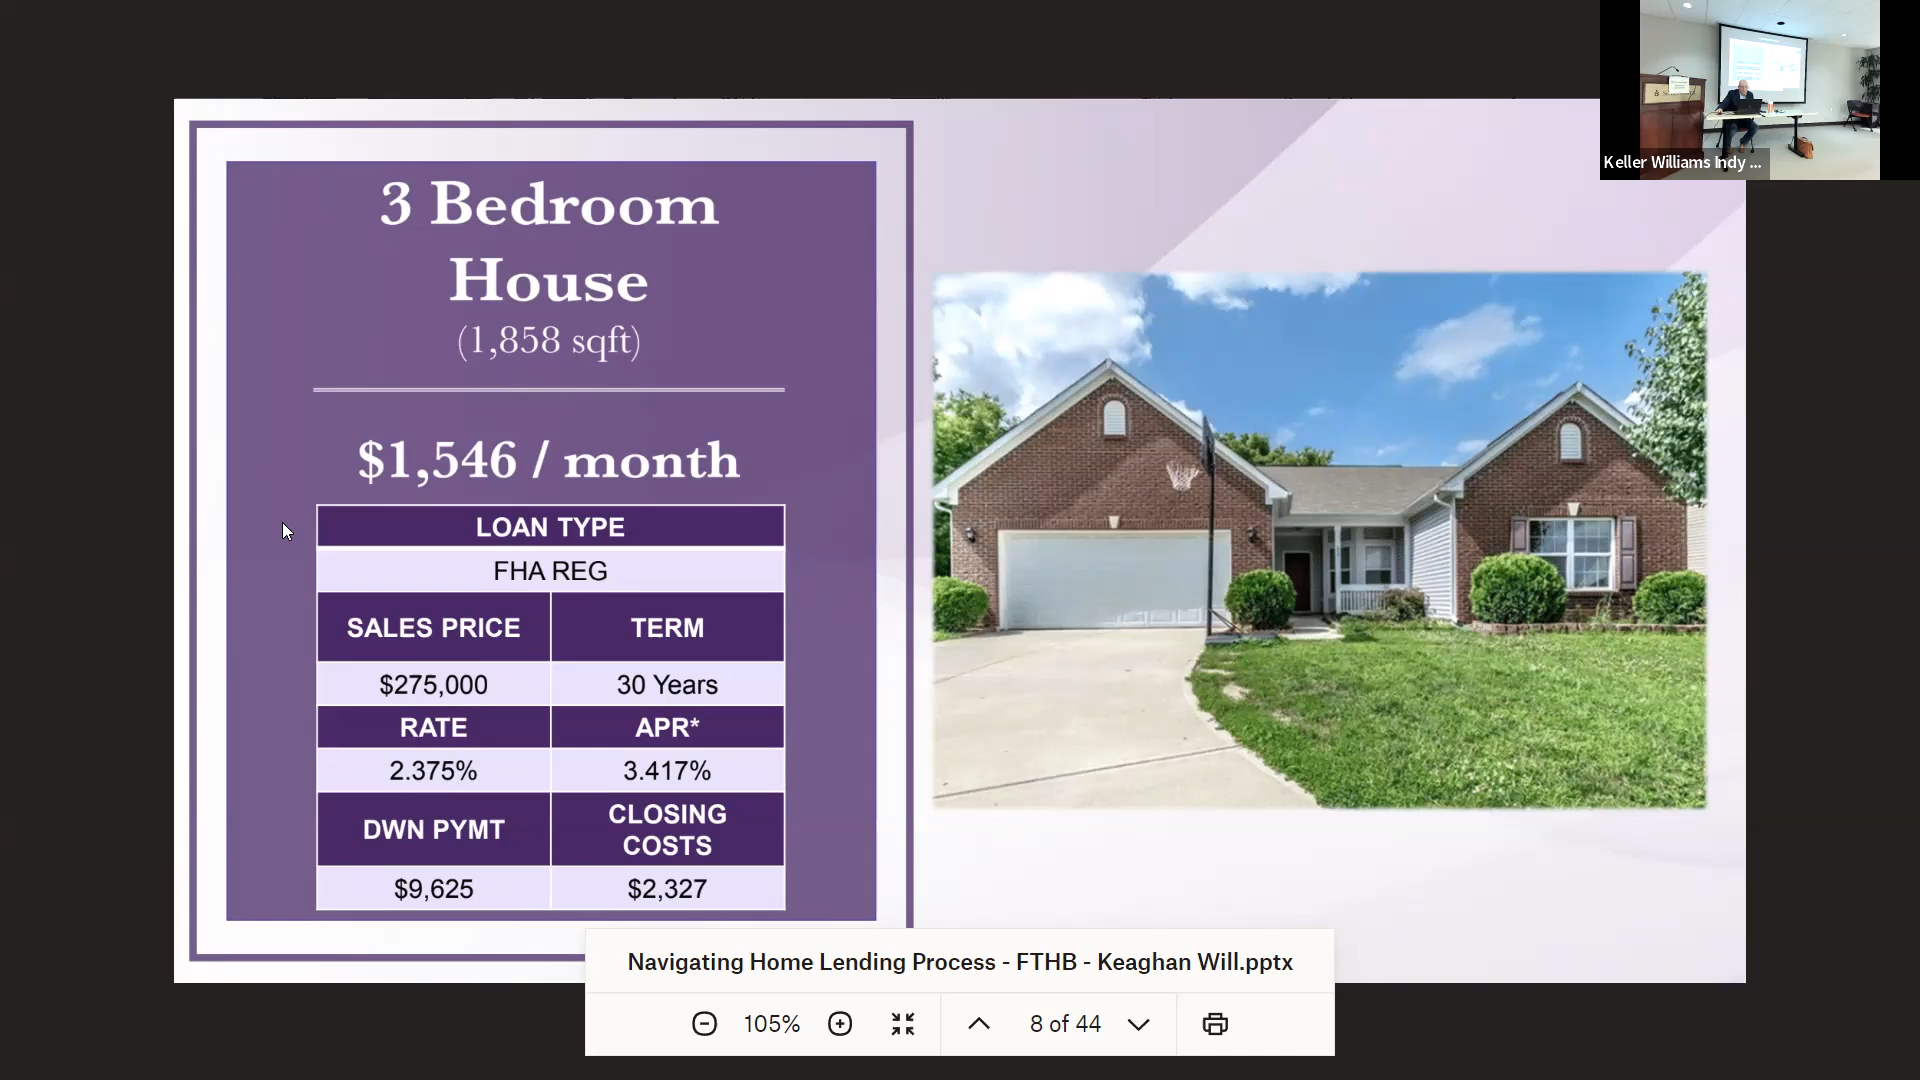 3 Bedroom
House
(1,858 sqft)
$1,546 / month
LOAN TYPE
FHA REG
SALES PRICE
TERM
$275,000
30 Years
RATE
APR*
2.375%
3.417%
DWN PYMT
CLOSING
COSTS
$9,625
$2,327
Keller Williams Indy ...
Navigating Home Lending Process - FTHB - Keaghan Will.pptx
105%
8 of 44